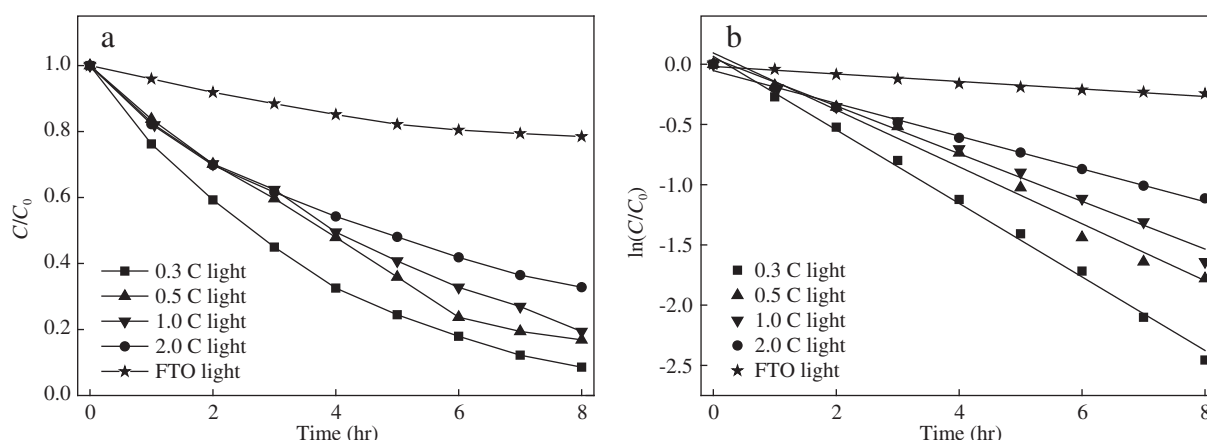 a
1.0
0.8
0.6
0.4
0.2
0.0
C/C0
0.3 C light
0.5 C light
1.0 C light
2.0 C light
FTO light
0 2 4 6 8
Time (hr)
b
0.0
-0.5
-1.0
-1.5
-2.0
-2.5
ln(C/C0)
0.3 C light
0.5 C light
1.0 C light
2.0 C light
FTO light
0 2 4 6 8
Time (hr)